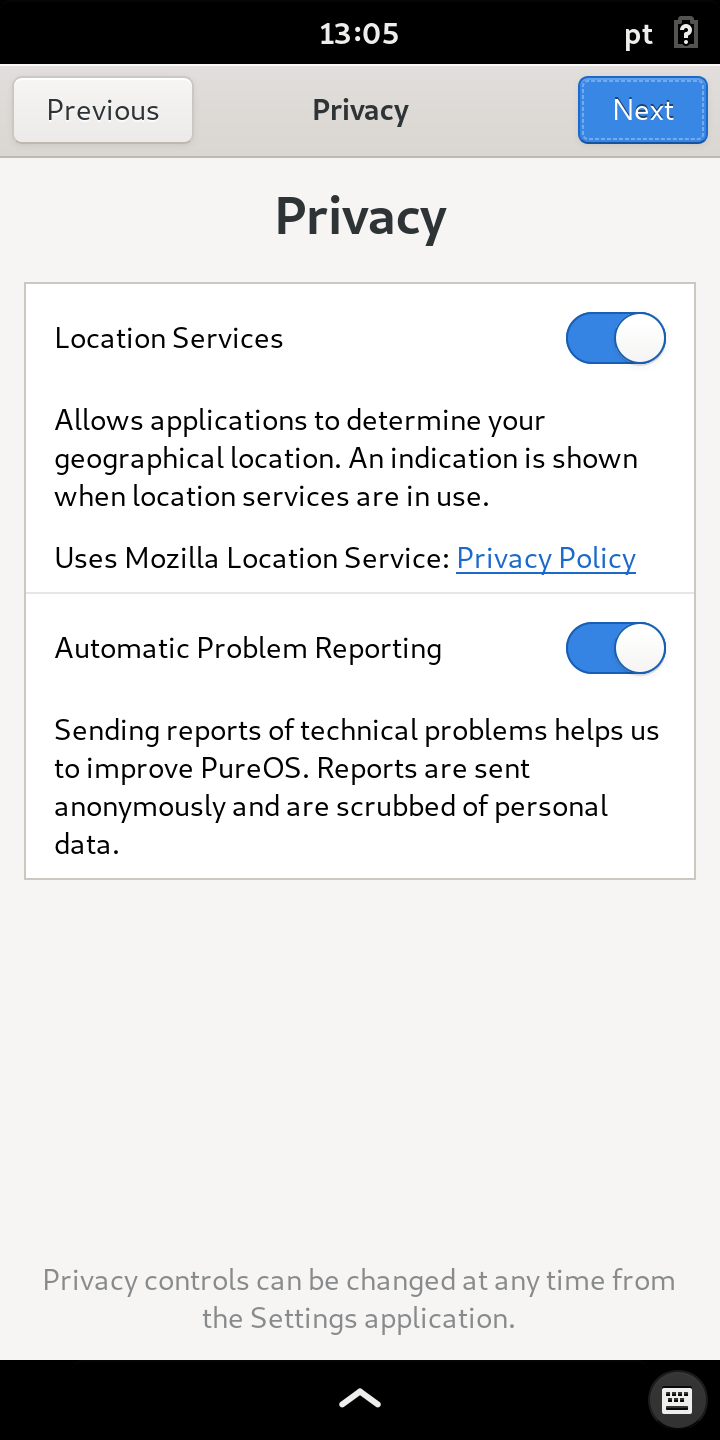 13:05 pt
Previous Privacy Next
Privacy
Location Services
Allows applications to determine your
geographical location. An indication is shown
when location services are in use.
Uses Mozilla Location Service: Privacy Policy
Automatic Problem Reporting
Sending reports of technical problems helps us
to improve PureOS. Reports are sent
anonymously and are scrubbed of personal
data.
Privacy controls can be changed at any time from
the Settings application.